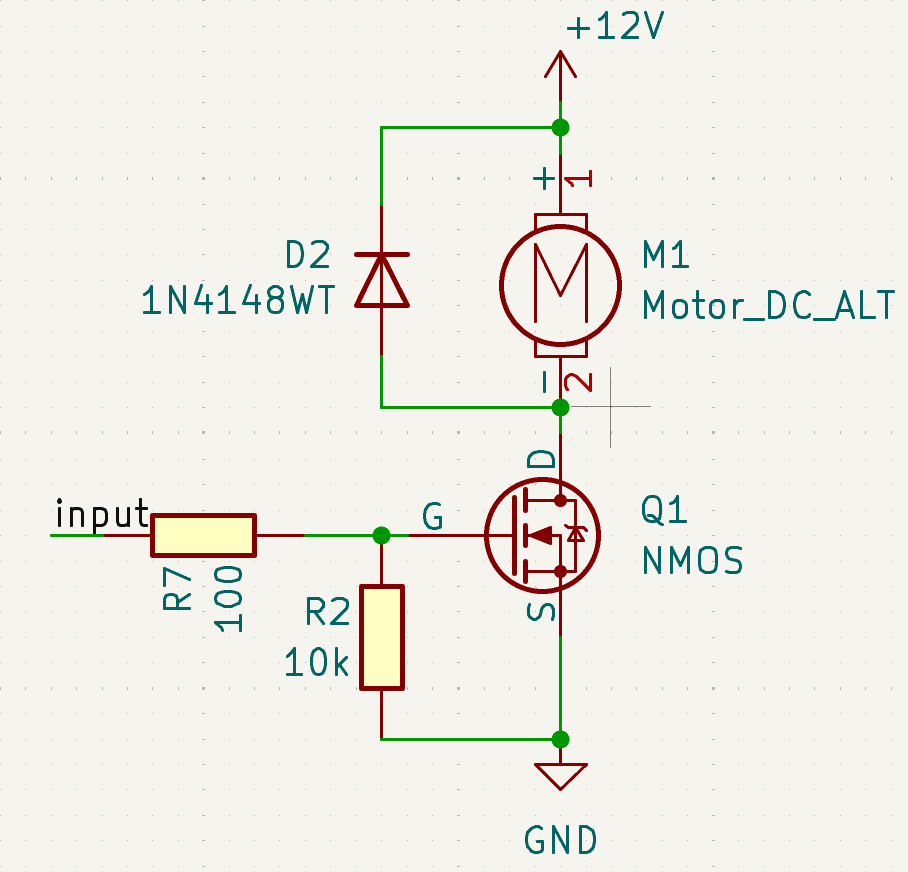 +12V
+ 1
D2
1N4148WT
M
M1
Motor_DC_ALT
− 2
D
input
G
Q1
NMOS
R7
100
R2
10k
S
GND